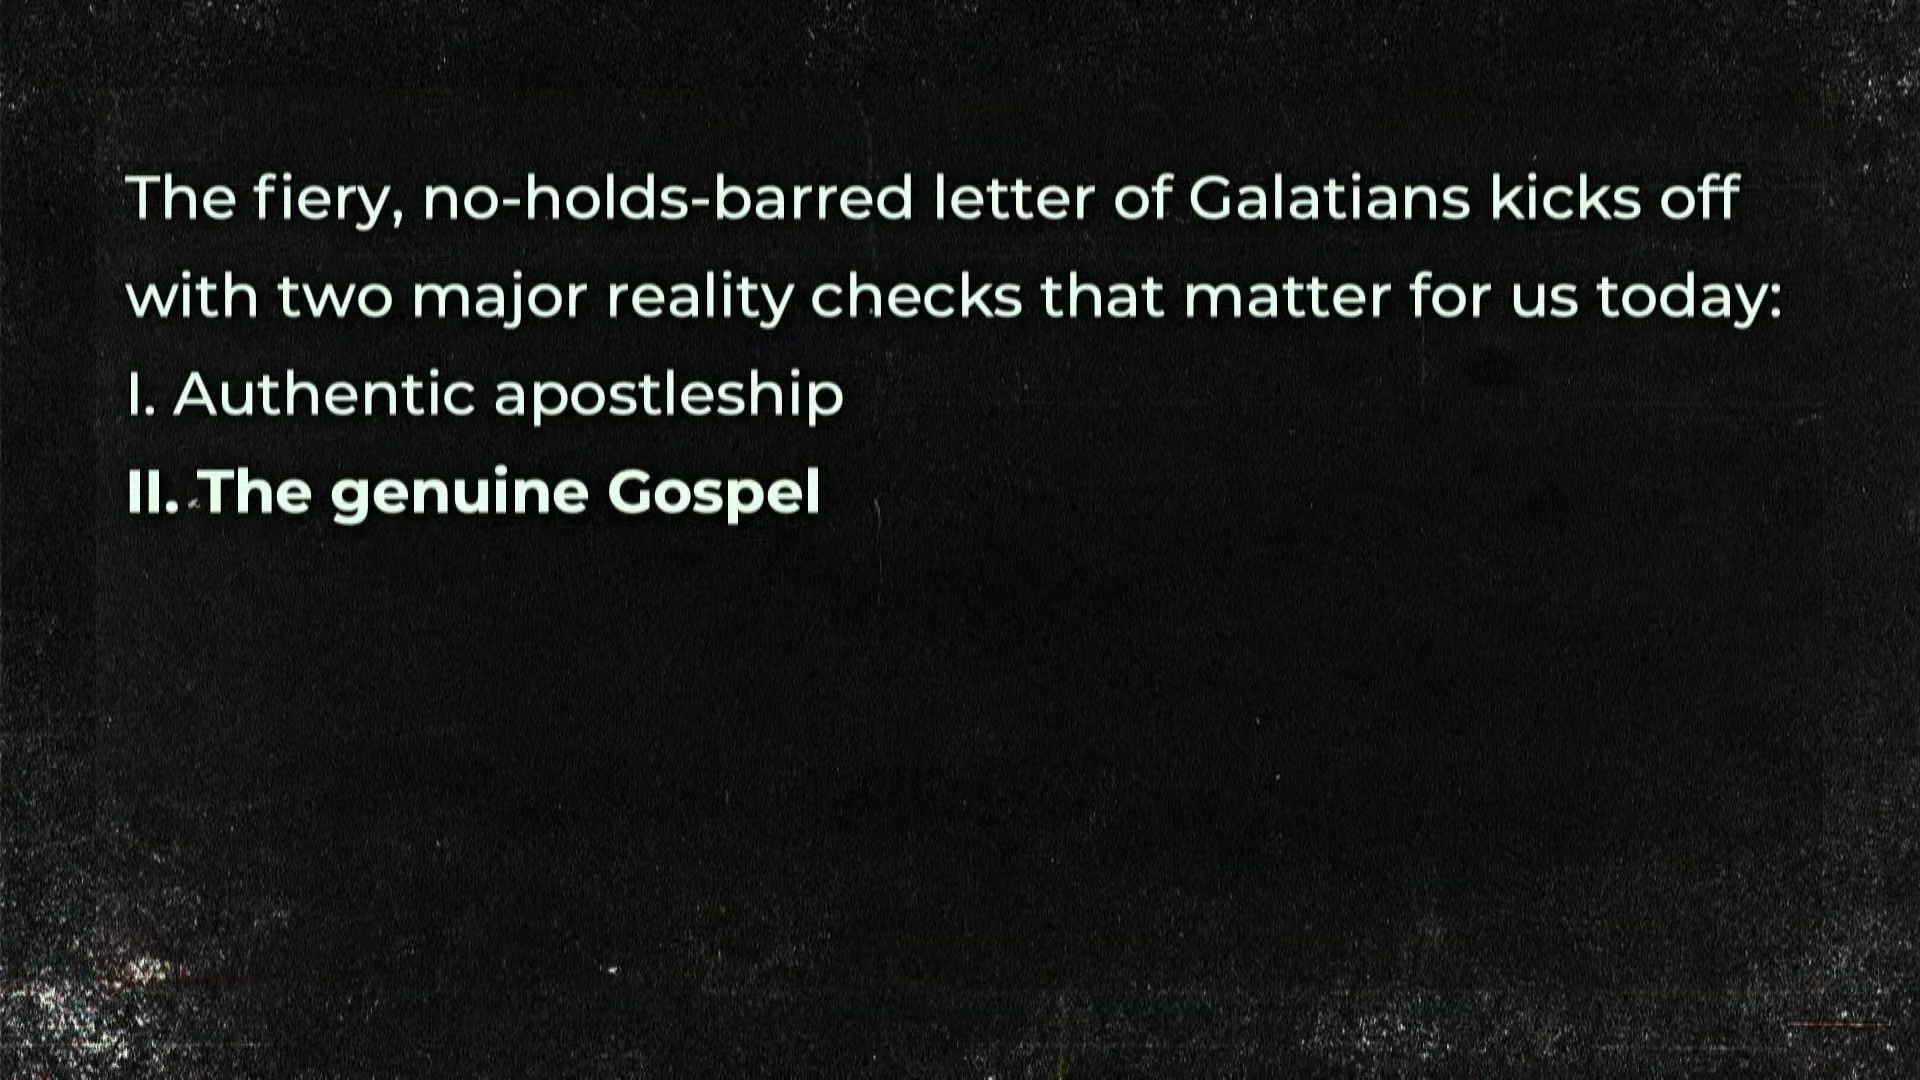 The fiery, no-holds-barred letter of Galatians kicks off
with two major reality checks that matter for us today:
I. Authentic apostleship
II. The genuine Gospel